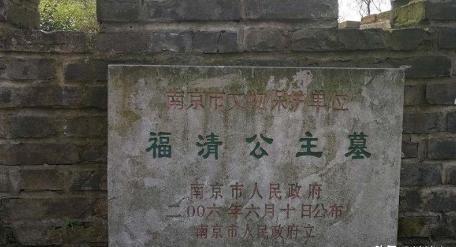 南京市文物保护单位
福清公主墓
南京市人民政府
二00六年六月十日公布
南京市人民政府立